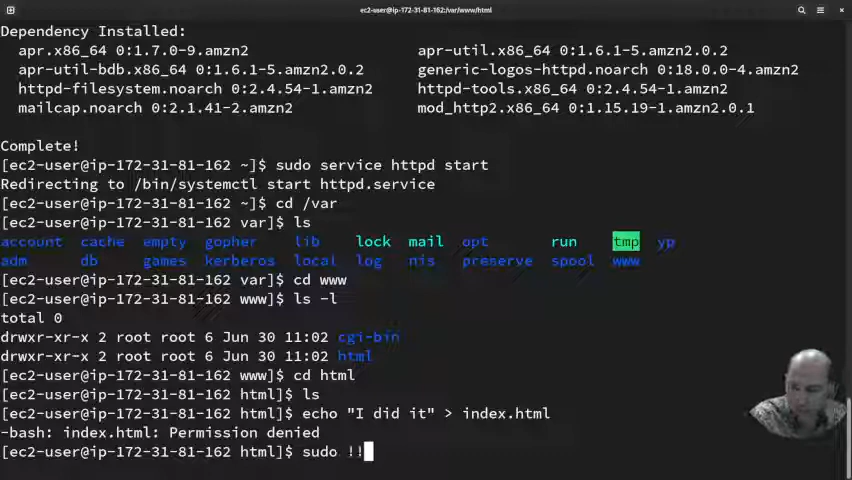 ec2-user@ip-172-31-81-162:/var/www/html
Dependency Installed:
apr.x86_64 0:1.7.0-9.amzn2 apr-util.x86_64 0:1.6.1-5.amzn2.0.2
apr-util-bdb.x86_64 0:1.6.1-5.amzn2.0.2 generic-logos-httpd.noarch 0:18.0.0-4.amzn2
httpd-filesystem.noarch 0:2.4.54-1.amzn2 httpd-tools.x86_64 0:2.4.54-1.amzn2
mailcap.noarch 0:2.1.41-2.amzn2 mod_http2.x86_64 0:1.15.19-1.amzn2.0.1
Complete!
[ec2-user@ip-172-31-81-162 ~]$ sudo service httpd start
Redirecting to /bin/systemctl start httpd.service
[ec2-user@ip-172-31-81-162 ~]$ cd /var
[ec2-user@ip-172-31-81-162 var]$ ls
account cache empty gopher lib lock mail opt run tmp yp
adm db games kerberos local log nis preserve spool www
[ec2-user@ip-172-31-81-162 var]$ cd www
[ec2-user@ip-172-31-81-162 www]$ ls -l
total 0
drwxr-xr-x 2 root root 6 Jun 30 11:02 cgi-bin
drwxr-xr-x 2 root root 6 Jun 30 11:02 html
[ec2-user@ip-172-31-81-162 www]$ cd html
[ec2-user@ip-172-31-81-162 html]$ ls
[ec2-user@ip-172-31-81-162 html]$ echo "I did it" > index.html
-bash: index.html: Permission denied
[ec2-user@ip-172-31-81-162 html]$ sudo !!